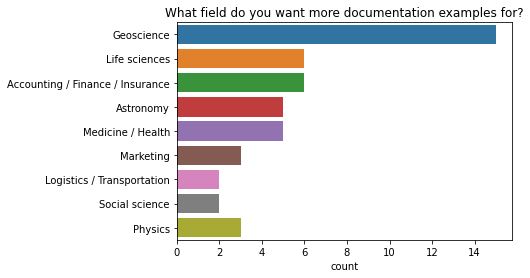 What field do you want more documentation examples for?
Geoscience
Life sciences
Accounting / Finance / Insurance
Astronomy
Medicine / Health
Marketing
Logistics / Transportation
Social science
Physics
0 2 4 6 8 10 12 14
count